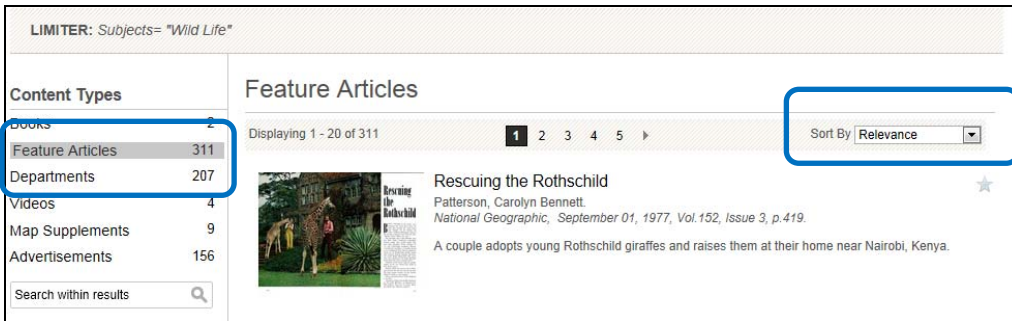 LIMITER: Subjects= "Wild Life"
Content Types
Books 2
Feature Articles 311
Departments 207
Videos 4
Map Supplements 9
Advertisements 156
Search within results
Feature Articles
Displaying 1 - 20 of 311
1 2 3 4 5
Sort By Relevance
Rescuing
the
Rothschild
Rescuing the Rothschild
Patterson, Carolyn Bennett.
National Geographic, September 01, 1977, Vol.152, Issue 3, p.419.
A couple adopts young Rothschild giraffes and raises them at their home near Nairobi, Kenya.